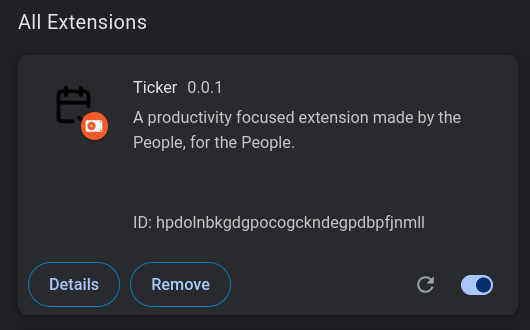 All Extensions
Ticker 0.0.1
A productivity focused extension made by the
People, for the People.
ID: hpdolnbkgdgpocogckndegpdbpfjnmll
Details Remove